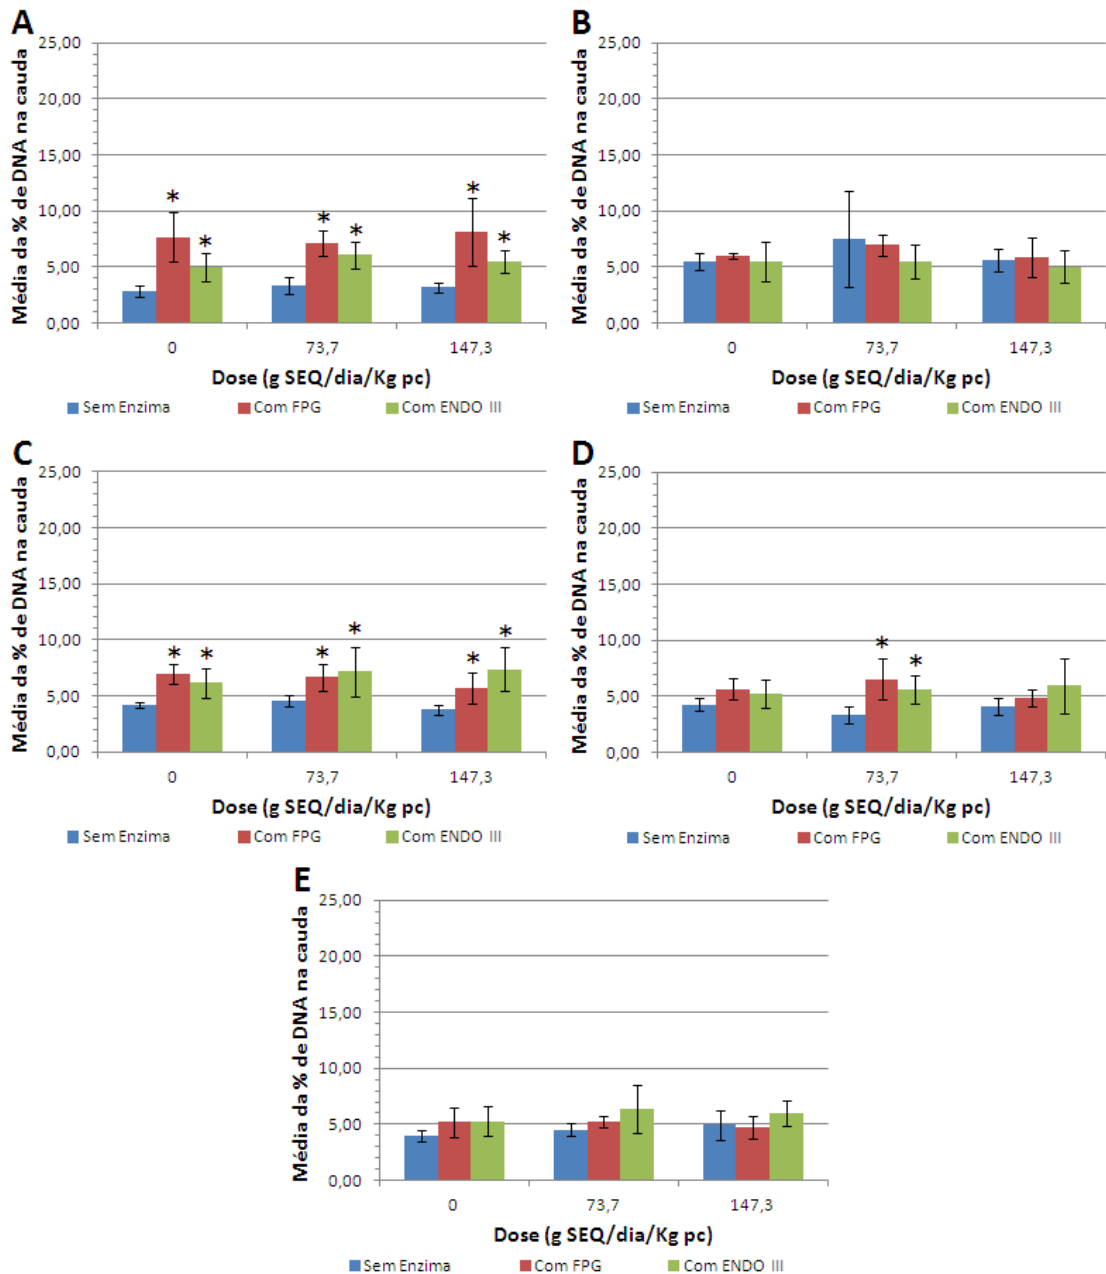 A
Média da % de DNA na cauda
25,00
20,00
15,00
10,00
5,00
0,00
* * * * * *
0 73,7 147,3
Dose (g SEQ/dia/Kg pc)
Sem Enzima Com FPG Com ENDO III
B
Média da % de DNA na cauda
25,00
20,00
15,00
10,00
5,00
0,00
0 73,7 147,3
Dose (g SEQ/dia/Kg pc)
Sem Enzima Com FPG Com ENDO III
C
Média da % de DNA na cauda
25,00
20,00
15,00
10,00
5,00
0,00
* * * * * *
0 73,7 147,3
Dose (g SEQ/dia/Kg pc)
Sem Enzima Com FPG Com ENDO III
D
Média da % de DNA na cauda
25,00
20,00
15,00
10,00
5,00
0,00
* *
0 73,7 147,3
Dose (g SEQ/dia/Kg pc)
Sem Enzima Com FPG Com ENDO III
E
Média da % de DNA na cauda
25,00
20,00
15,00
10,00
5,00
0,00
0 73,7 147,3
Dose (g SEQ/dia/Kg pc)
Sem Enzima Com FPG Com ENDO III